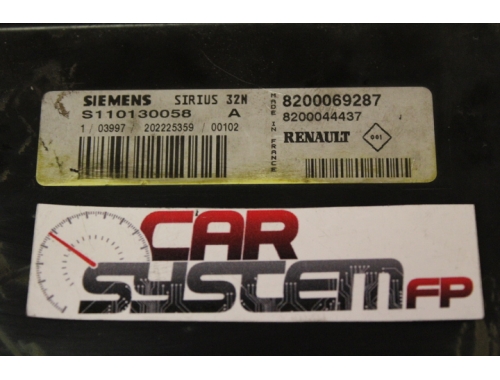 SIEMENS SIRIUS 32N
S110130058 A
1 / 03997 / 202225359 / 00102
MADE IN FRANCE
8200069287
8200044437
RENAULT
CAR
SYSTEM FP